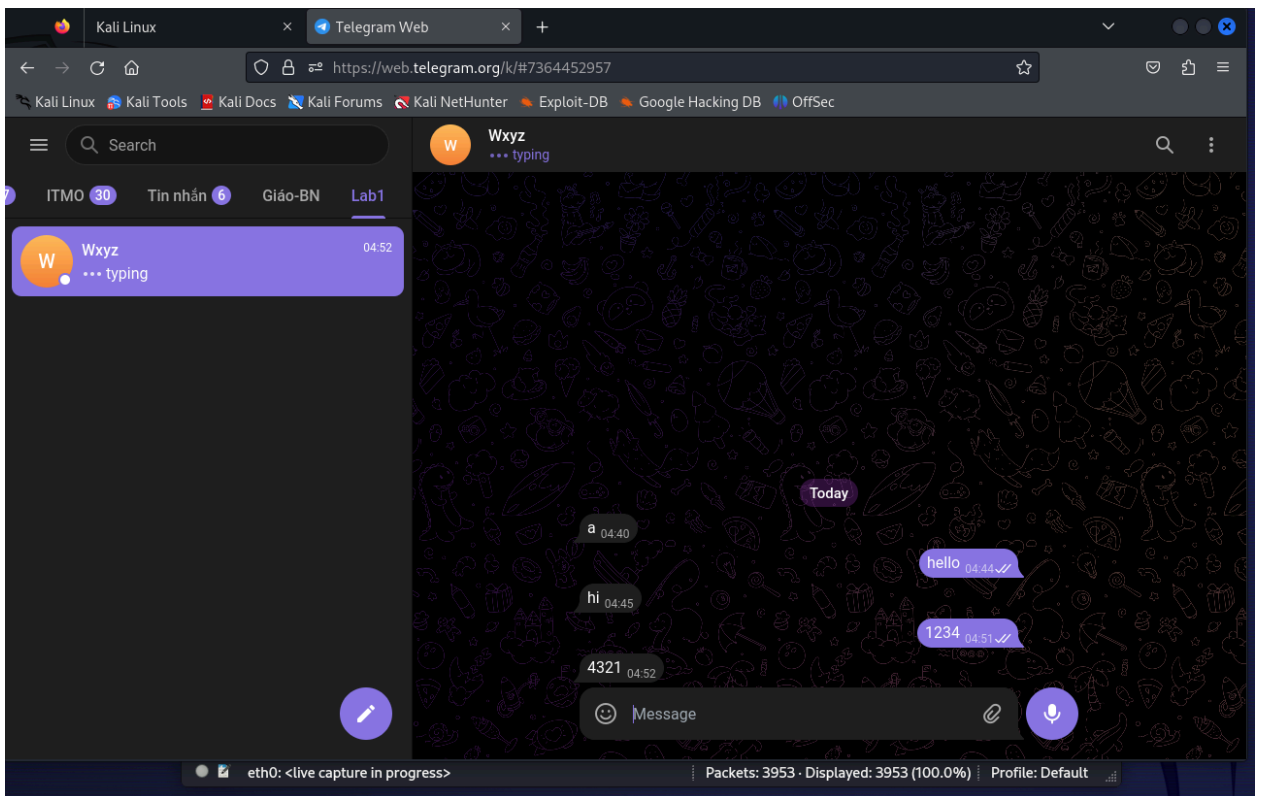 Kali Linux
Telegram Web
https://web.telegram.org/k/#7364452957
Kali Linux Kali Tools Kali Docs Kali Forums Kali NetHunter Exploit-DB Google Hacking DB OffSec
Search
7 ITMO 30 Tin nhắn 6 Giáo-BN Lab1
W
Wxyz 04:52
typing
W
Wxyz
typing
Today
a 04:40
hello 04:44
hi 04:45
1234 04:51
4321 04:52
Message
eth0: <live capture in progress> Packets: 3953 · Displayed: 3953 (100.0%) Profile: Default